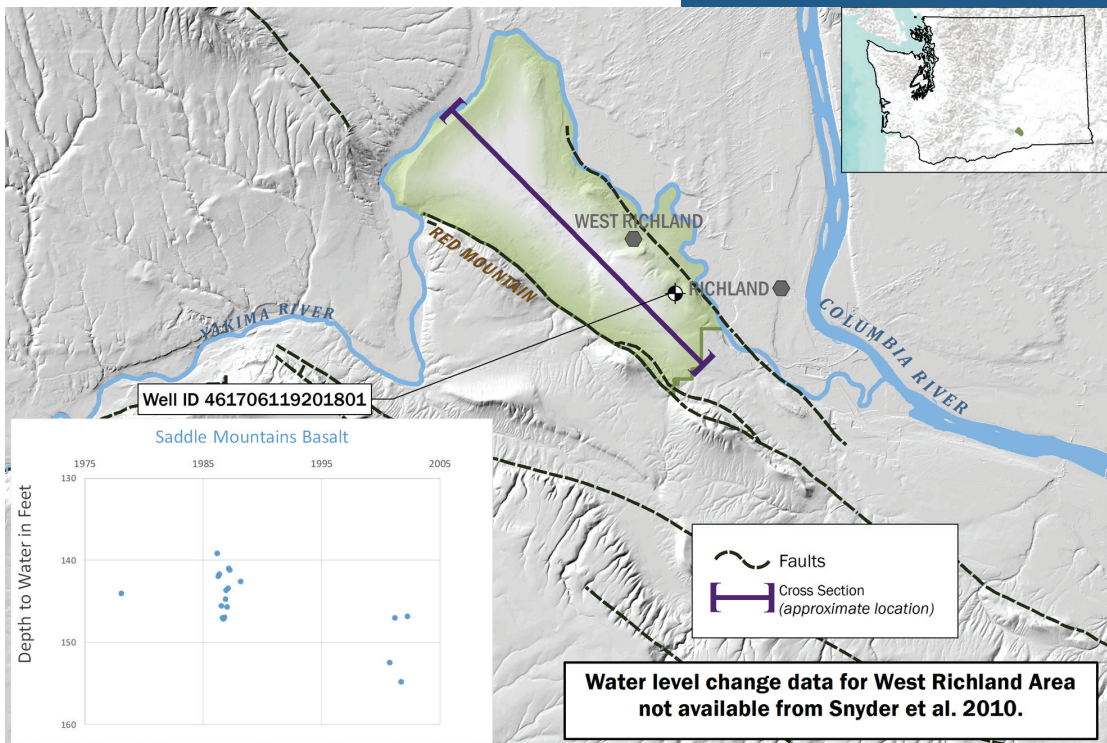 WEST RICHLAND
RED MOUNTAIN
RICHLAND
YAKIMA RIVER
COLUMBIA RIVER
Well ID 461706119201801
Saddle Mountains Basalt
1975 1985 1995 2005
Depth to Water in Feet
130
140
150
160
Faults
Cross Section
(approximate location)
Water level change data for West Richland Area
not available from Snyder et al. 2010.